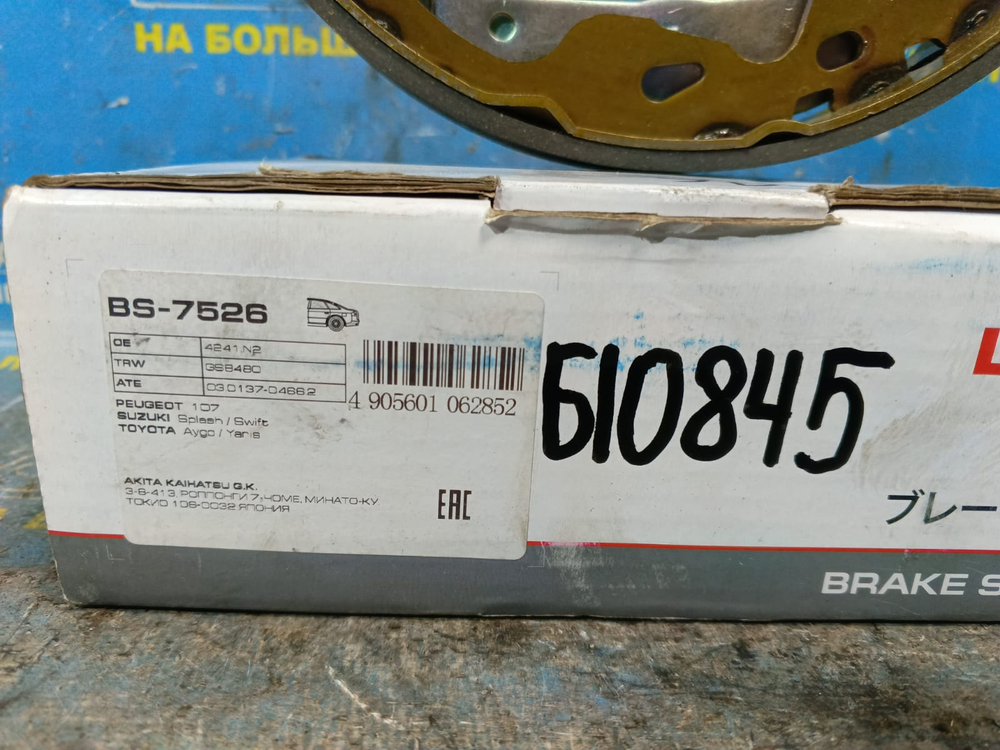 НА БОЛЬШ
BS-7526
OE 4241.N2
TRW GS8480
ATE 03.0137-0466.2
PEUGEOT 107
SUZUKI Splash / Swift
TOYOTA Aygo / Yaris
4 905601 062852
AKITA KAIHATSU G.K.
3-6-413, РОППОНГИ 7-ЧОМЕ, МИНАТО-КУ
ТОКИО 106-0032 ЯПОНИЯ
EAC
Б10845
ブレー
BRAKE S